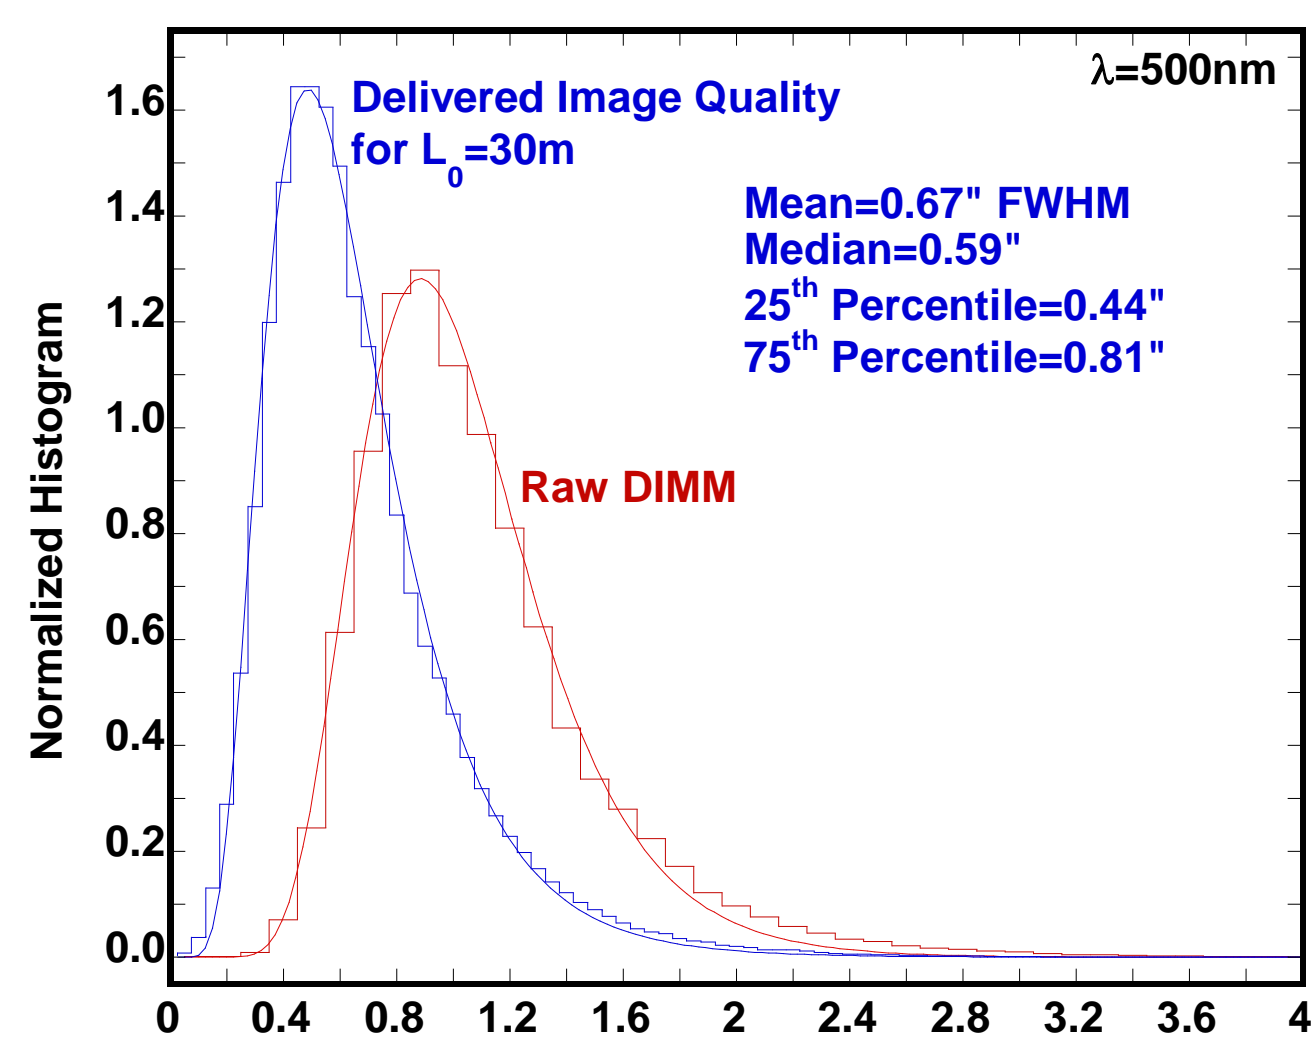 λ=500nm
Delivered Image Quality
for L0=30m
Mean=0.67" FWHM
Median=0.59"
25th Percentile=0.44"
75th Percentile=0.81"
Raw DIMM
Normalized Histogram
1.6
1.4
1.2
1.0
0.8
0.6
0.4
0.2
0.0
0 0.4 0.8 1.2 1.6 2 2.4 2.8 3.2 3.6 4